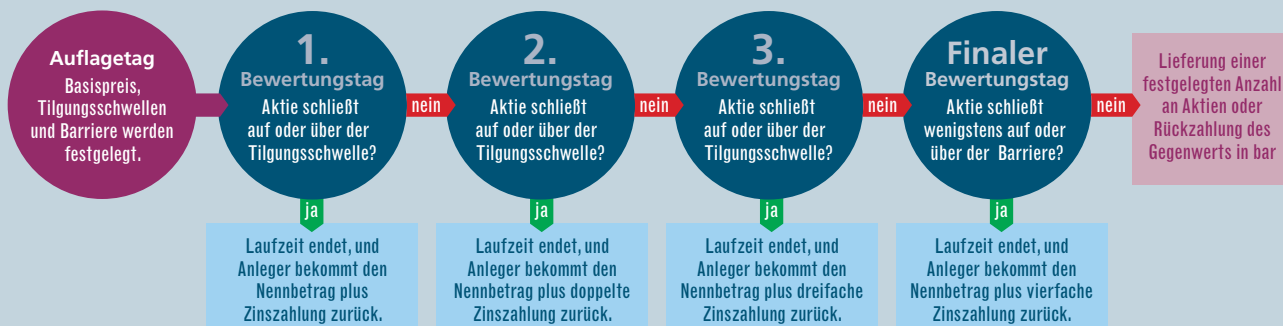 Auflagetag
Basispreis,
Tilgungsschwellen
und Barriere werden
festgelegt.
1.
Bewertungstag
Aktie schließt
auf oder über der
Tilgungsschwelle?
nein
ja
Laufzeit endet, und
Anleger bekommt den
Nennbetrag plus
Zinszahlung zurück.
2.
Bewertungstag
Aktie schließt
auf oder über der
Tilgungsschwelle?
nein
ja
Laufzeit endet, und
Anleger bekommt den
Nennbetrag plus doppelte
Zinszahlung zurück.
3.
Bewertungstag
Aktie schließt
auf oder über der
Tilgungsschwelle?
nein
ja
Laufzeit endet, und
Anleger bekommt den
Nennbetrag plus dreifache
Zinszahlung zurück.
Finaler
Bewertungstag
Aktie schließt
wenigstens auf oder
über der Barriere?
nein
ja
Laufzeit endet, und
Anleger bekommt den
Nennbetrag plus vierfache
Zinszahlung zurück.
Lieferung einer
festgelegten Anzahl
an Aktien oder
Rückzahlung des
Gegenwerts in bar